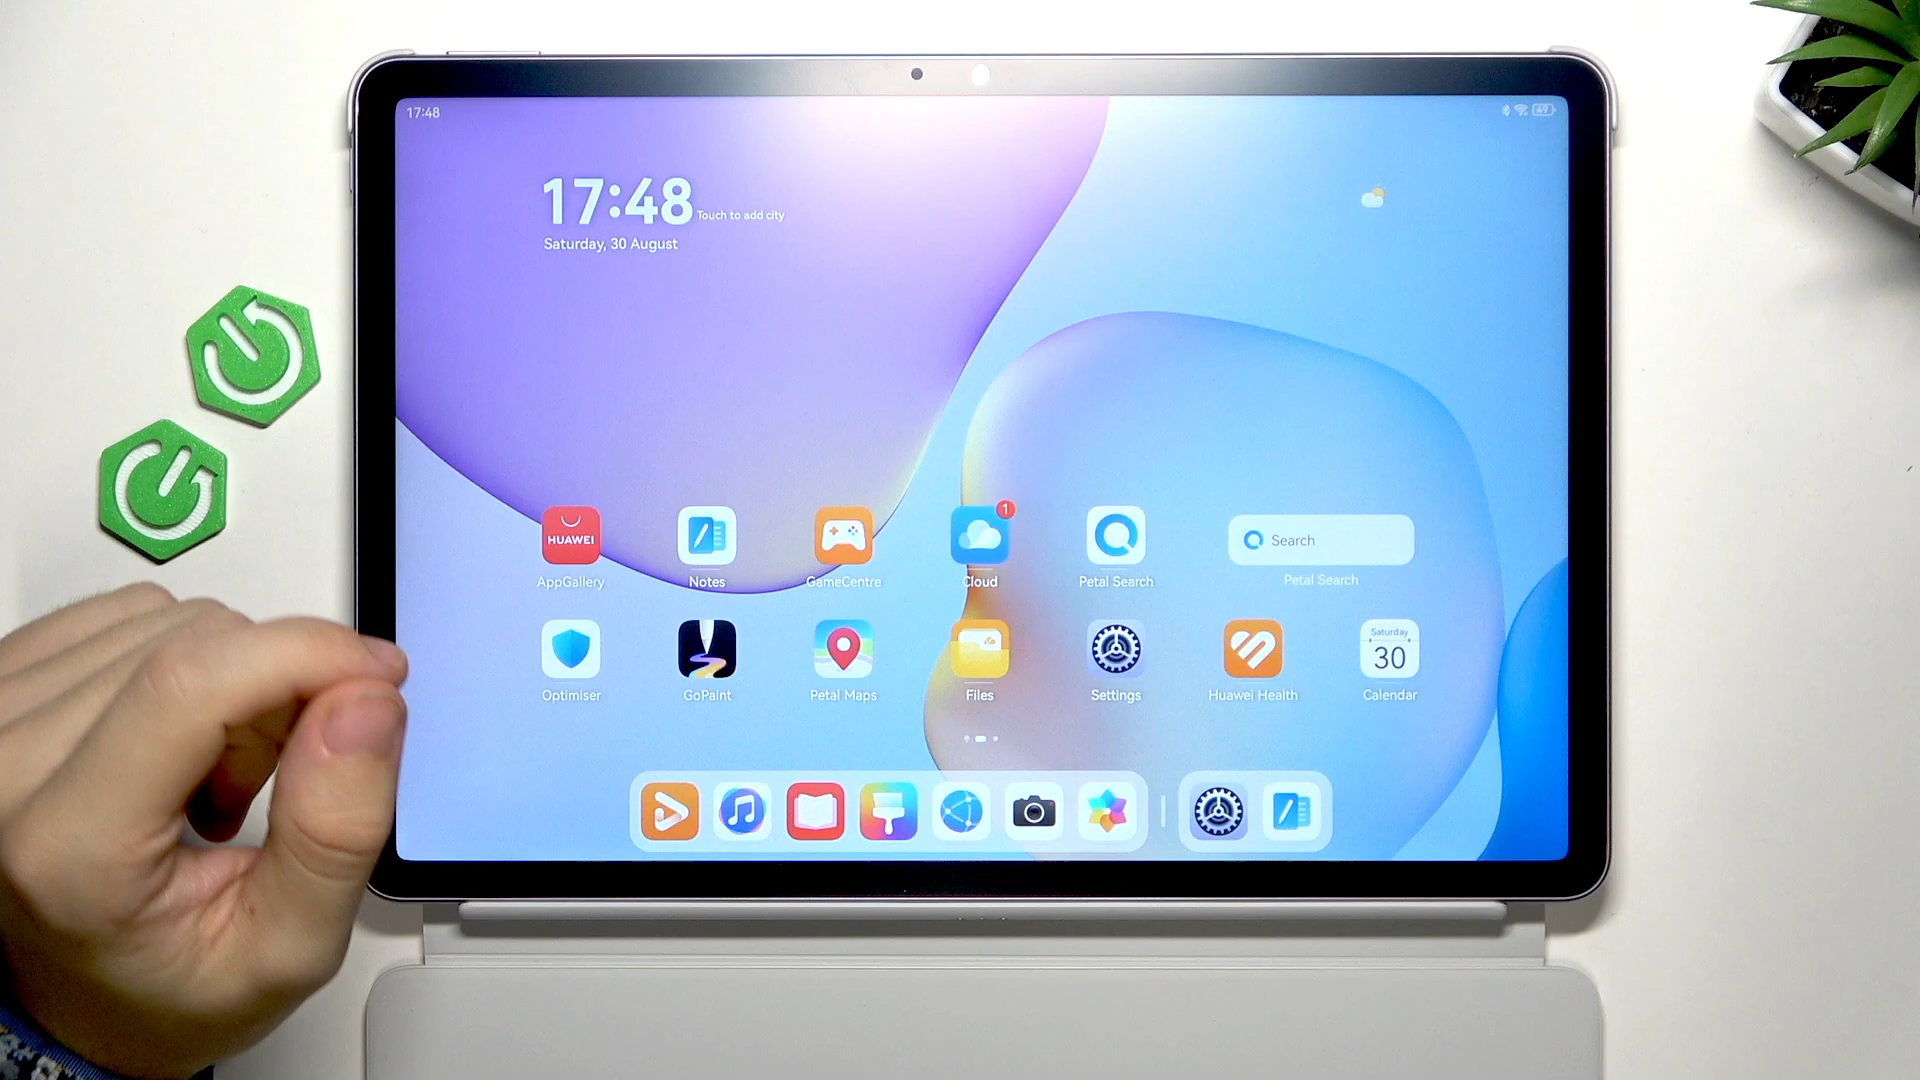 17:48
49
17:48 Touch to add city
Saturday, 30 August
HUAWEI
1
Search
AppGallery
Notes
GameCentre
Cloud
Petal Search
Petal Search
Saturday
30
Optimiser
GoPaint
Petal Maps
Files
Settings
Huawei Health
Calendar